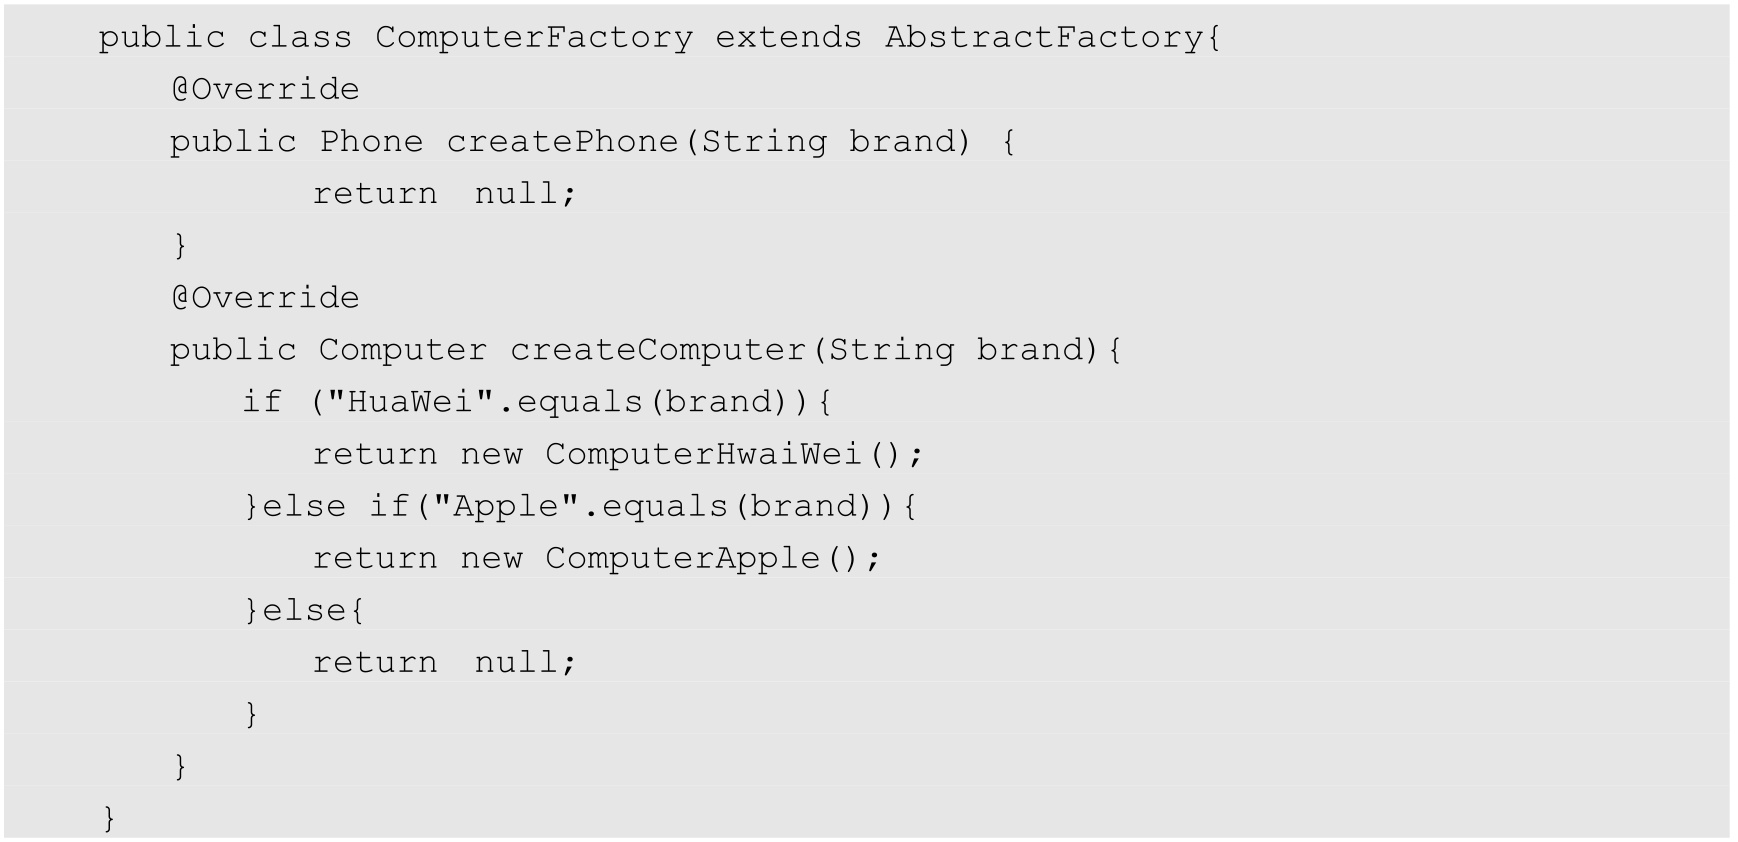 public class ComputerFactory extends AbstractFactory{
@Override
public Phone createPhone(String brand) {
return null;
}
@Override
public Computer createComputer(String brand){
if ("HuaWei".equals(brand)){
return new ComputerHwaiWei();
}else if("Apple".equals(brand)){
return new ComputerApple();
}else{
return null;
}
}
}